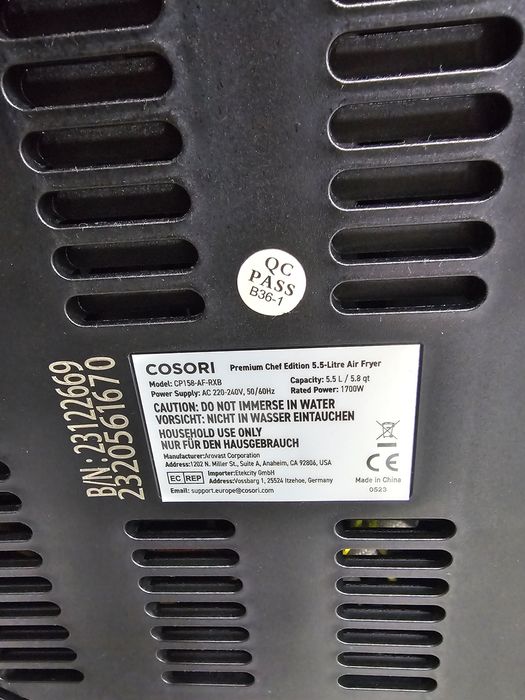 QC
PASS
B36-1
B/N: 23122669
2320561670
COSORI Premium Chef Edition 5.5-Litre Air Fryer
Model: CP158-AF-RXB Capacity: 5.5 L / 5.8 qt
Power Supply: AC 220-240V, 50/60Hz Rated Power: 1700W
CAUTION: DO NOT IMMERSE IN WATER
VORSICHT: NICHT IN WASSER EINTAUCHEN
HOUSEHOLD USE ONLY
NUR FÜR DEN HAUSGEBRAUCH
Manufacturer: Arovast Corporation
Address: 1202 N. Miller St., Suite A, Anaheim, CA 92806, USA
EC REP Importer: Etekcity GmbH
Address: Vossbarg 1, 25524 Itzehoe, Germany
Email: support.europe@cosori.com
CE
Made in China
0523